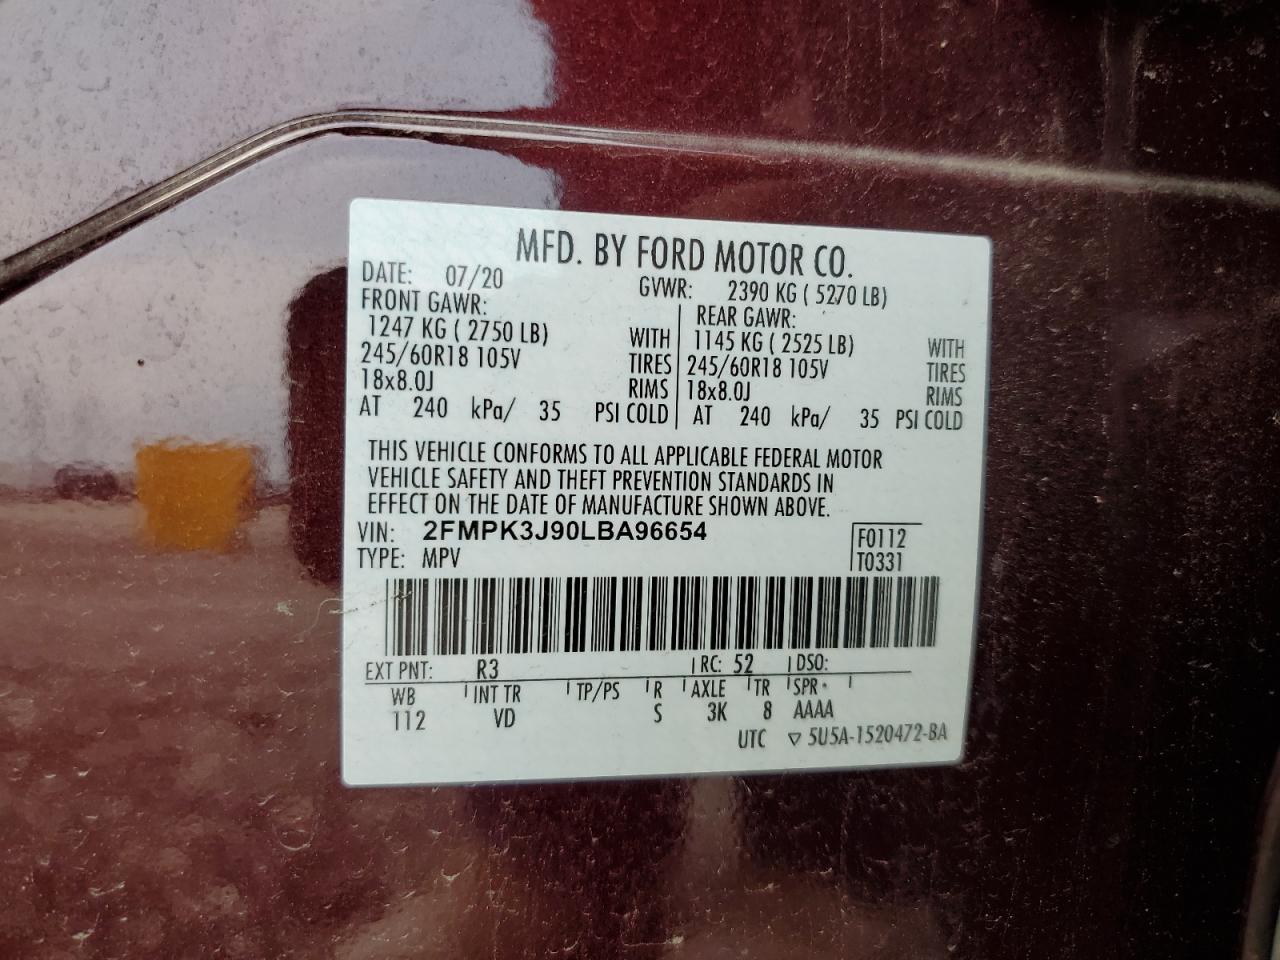 MFD. BY FORD MOTOR CO.
DATE: 07/20 GVWR: 2390 KG ( 5270 LB)
FRONT GAWR: REAR GAWR:
1247 KG ( 2750 LB) WITH 1145 KG ( 2525 LB) WITH
245/60R18 105V TIRES 245/60R18 105V TIRES
18x8.0J RIMS 18x8.0J RIMS
AT 240 kPa/ 35 PSI COLD AT 240 kPa/ 35 PSI COLD
THIS VEHICLE CONFORMS TO ALL APPLICABLE FEDERAL MOTOR
VEHICLE SAFETY AND THEFT PREVENTION STANDARDS IN
EFFECT ON THE DATE OF MANUFACTURE SHOWN ABOVE.
VIN: 2FMPK3J90LBA96654 F0112
TYPE: MPV T0331
EXT PNT: R3 RC: 52 DSO:
WB INT TR TP/PS R AXLE TR SPR
112 VD S 3K 8 AAAA
UTC ▽ 5U5A-1520472-BA